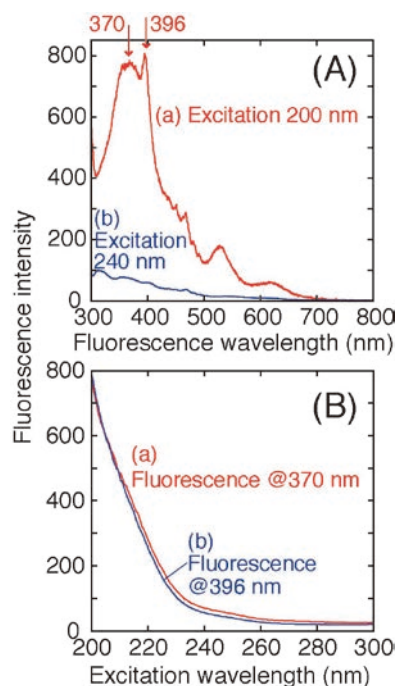 370 396
800
(A)
(a) Excitation 200 nm
600
400
(b)
Excitation
240 nm
200
0
300 400 500 600 700 800
Fluorescence wavelength (nm)
Fluorescence intensity
800
(B)
(a)
Fluorescence @370 nm
600
400
(b)
Fluorescence
@396 nm
200
0
200 220 240 260 280 300
Excitation wavelength (nm)